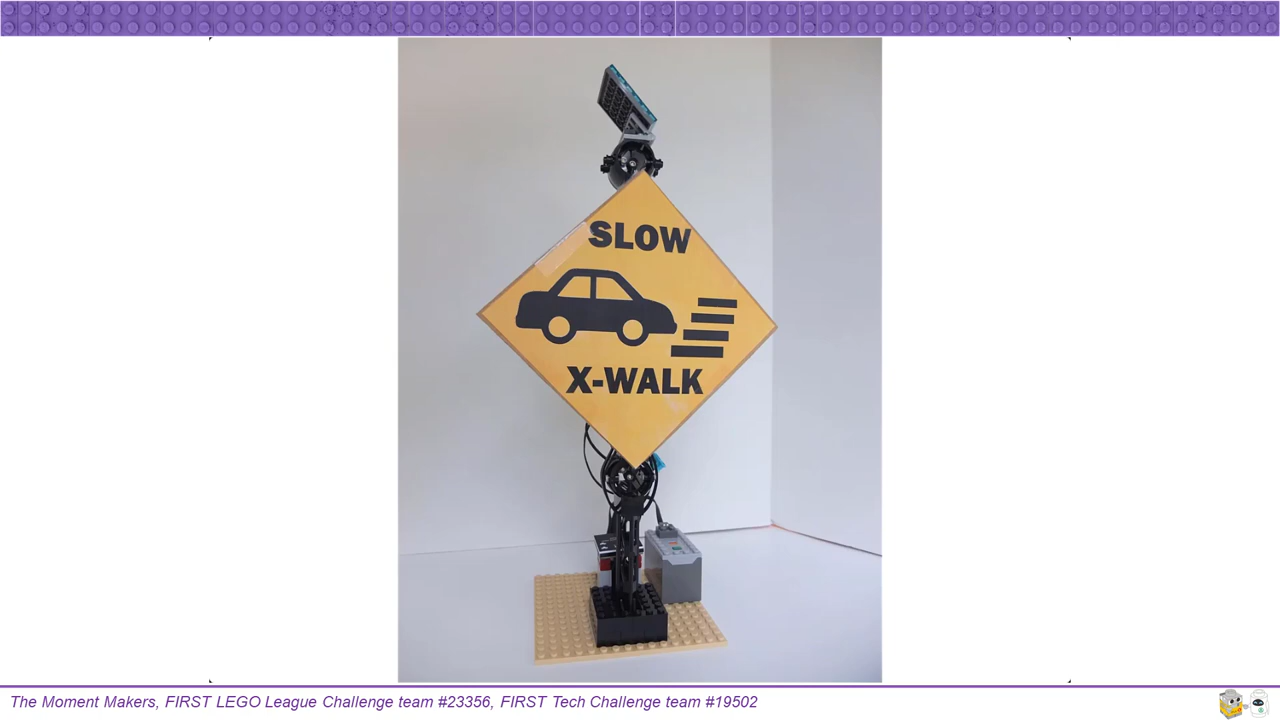 SLOW
X-WALK
The Moment Makers, FIRST LEGO League Challenge team #23356, FIRST Tech Challenge team #19502